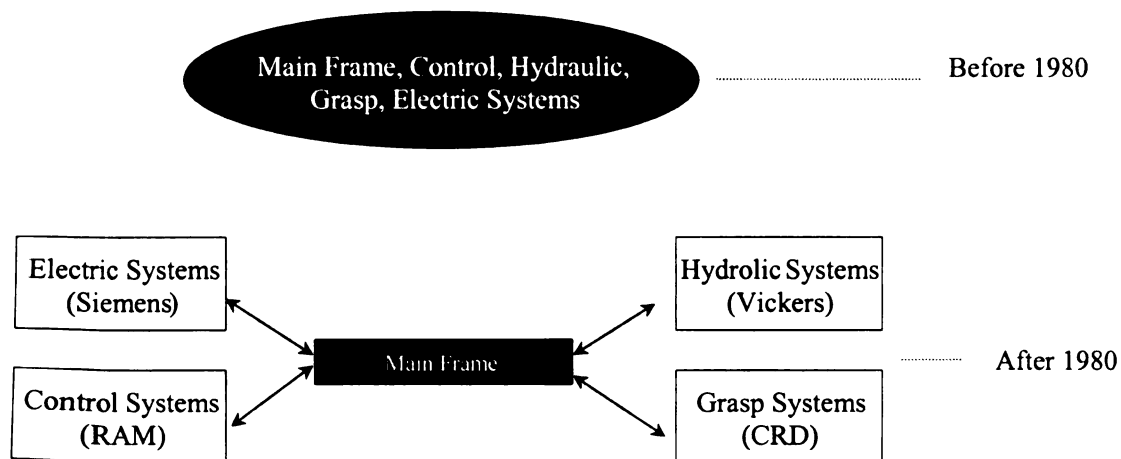 Main Frame, Control, Hydraulic,
Grasp, Electric Systems
Before 1980
Electric Systems
(Siemens)
Hydrolic Systems
(Vickers)
Main Frame
After 1980
Control Systems
(RAM)
Grasp Systems
(CRD)